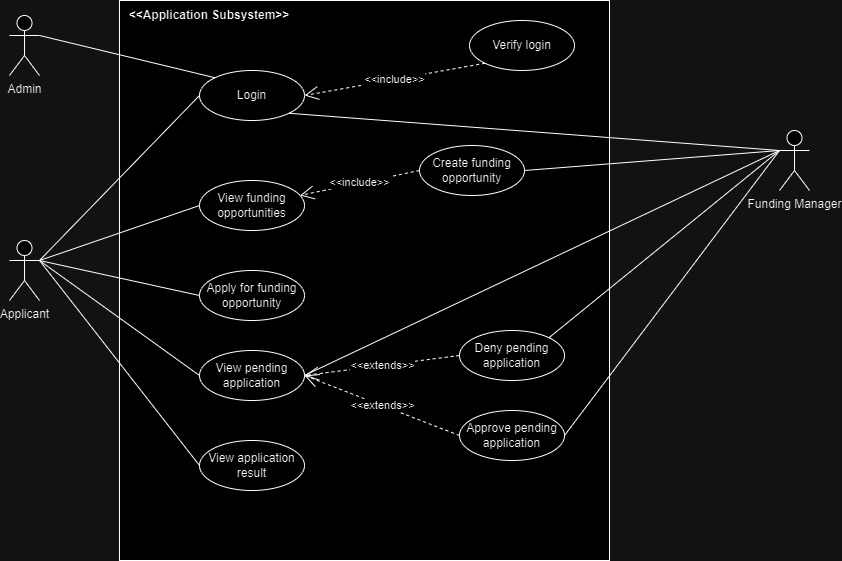 <<Application Subsystem>>
Verify login
<<include>>
Admin
Login
Create funding
opportunity
<<include>>
View funding
opportunities
Funding Manager
Apply for funding
opportunity
Applicant
Deny pending
application
<<extends>>
View pending
application
<<extends>>
Approve pending
application
View application
result